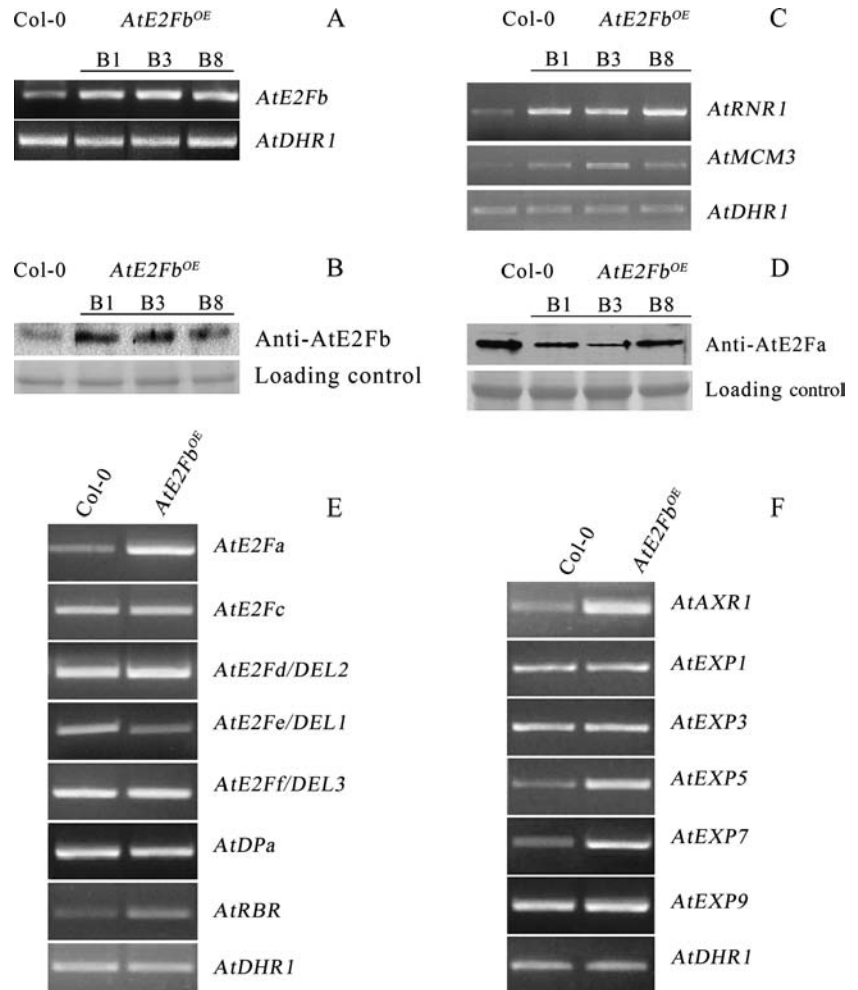 Col-0 AtE2Fb^OE A
B1 B3 B8
AtE2Fb
AtDHR1
Col-0 AtE2Fb^OE B
B1 B3 B8
Anti-AtE2Fb
Loading control
Col-0 AtE2Fb^OE C
B1 B3 B8
AtRNR1
AtMCM3
AtDHR1
Col-0 AtE2Fb^OE D
B1 B3 B8
Anti-AtE2Fa
Loading control
Col-0 AtE2Fb^OE E
AtE2Fa
AtE2Fc
AtE2Fd/DEL2
AtE2Fe/DEL1
AtE2Ff/DEL3
AtDPa
AtRBR
AtDHR1
Col-0 AtE2Fb^OE F
AtAXR1
AtEXP1
AtEXP3
AtEXP5
AtEXP7
AtEXP9
AtDHR1